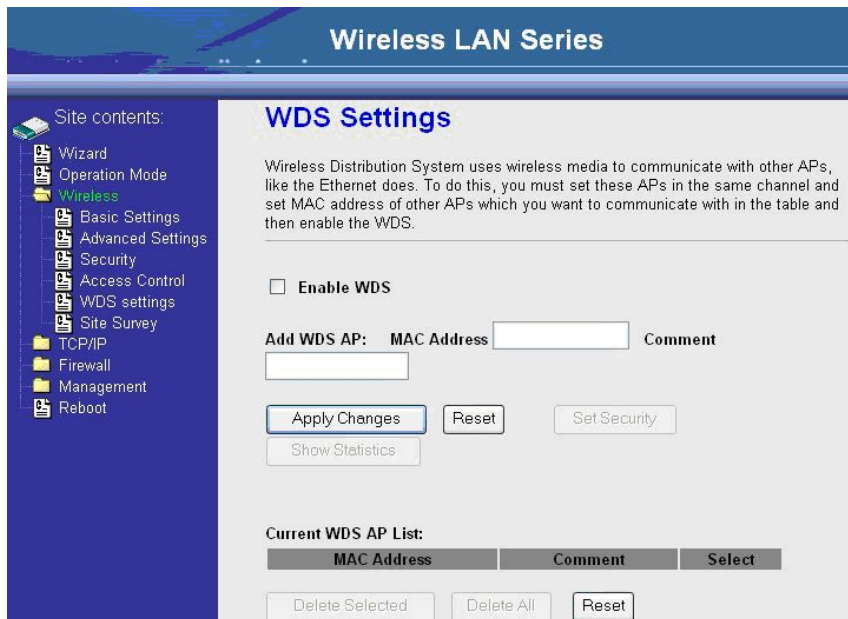 Wireless LAN Series
Site contents:
Wizard
Operation Mode
Wireless
Basic Settings
Advanced Settings
Security
Access Control
WDS settings
Site Survey
TCP/IP
Firewall
Management
Reboot
WDS Settings
Wireless Distribution System uses wireless media to communicate with other APs,
like the Ethernet does. To do this, you must set these APs in the same channel and
set MAC address of other APs which you want to communicate with in the table and
then enable the WDS.
Enable WDS
Add WDS AP: MAC Address Comment
Apply Changes Reset Set Security
Show Statistics
Current WDS AP List:
MAC Address Comment Select
Delete Selected Delete All Reset